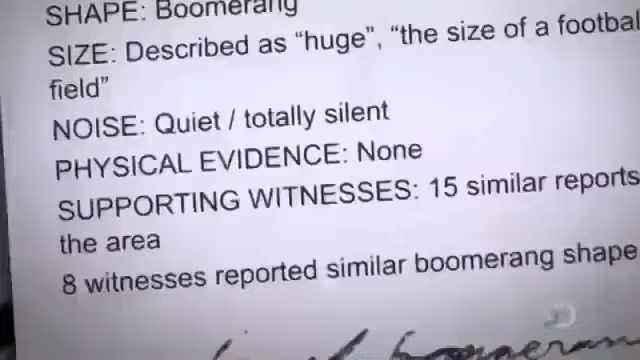 SHAPE: Boomerang
SIZE: Described as “huge”, “the size of a footbal
field”
NOISE: Quiet / totally silent
PHYSICAL EVIDENCE: None
SUPPORTING WITNESSES: 15 similar reports
the area
8 witnesses reported similar boomerang shape